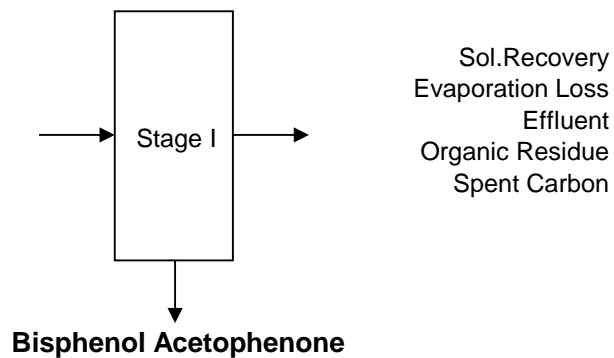 Sol.Recovery
Evaporation Loss
Effluent
Stage I
Organic Residue
Spent Carbon
Bisphenol Acetophenone